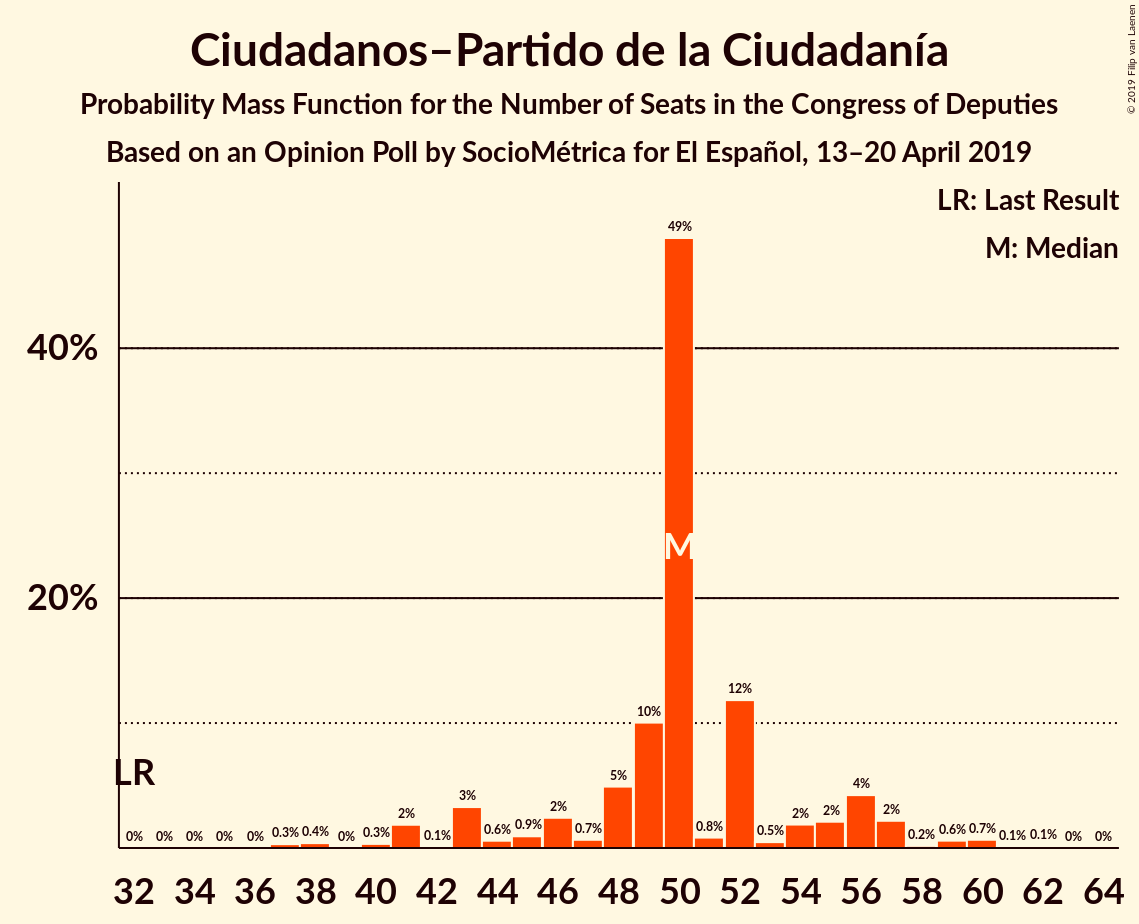 Ciudadanos–Partido de la Ciudadanía
Probability Mass Function for the Number of Seats in the Congress of Deputies
Based on an Opinion Poll by SocioMétrica for El Español, 13–20 April 2019
© 2019 Filip van Laenen
LR: Last Result
M: Median
49%
40%
M
20%
12%
10%
LR
5%
4%
3%
0% 0% 0% 0% 0% 0.3% 0.4% 0% 0.3% 2% 0.1% 0.6% 0.9% 2% 0.7% 0.8% 0.5% 2% 2% 2% 0.2% 0.6% 0.7% 0.1% 0.1% 0% 0%
32 34 36 38 40 42 44 46 48 50 52 54 56 58 60 62 64